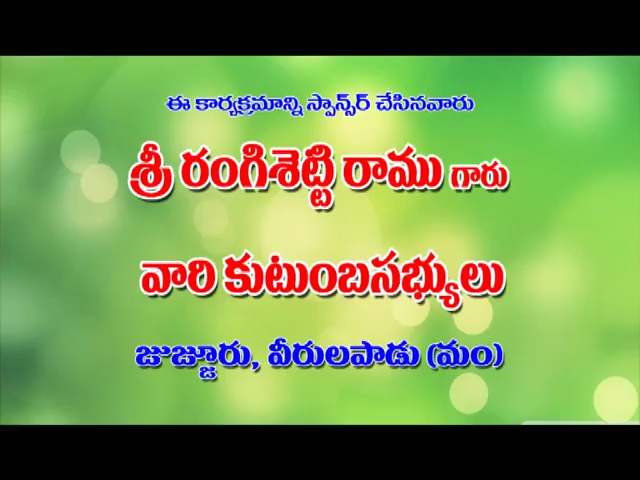 ఈ కార్యక్రమాన్ని స్పాన్సర్ చేసినవారు
శ్రీ రంగిశెట్టి రాము గారు
వారి కుటుంబసభ్యులు
జుజ్జూరు, వీరులపాడు (మం)